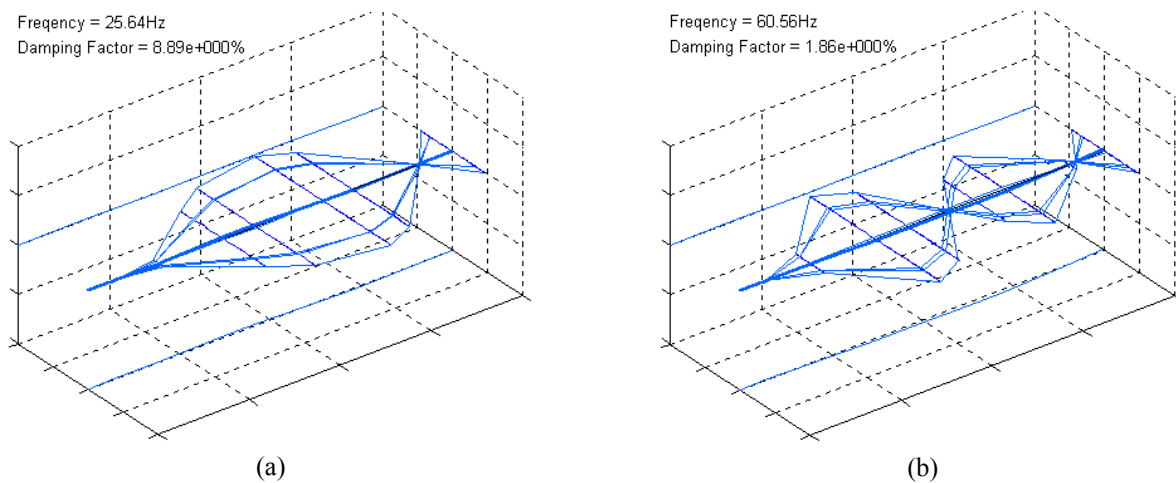 Freqency = 25.64Hz
Damping Factor = 8.89e+000%
Freqency = 60.56Hz
Damping Factor = 1.86e+000%
(a)
(b)